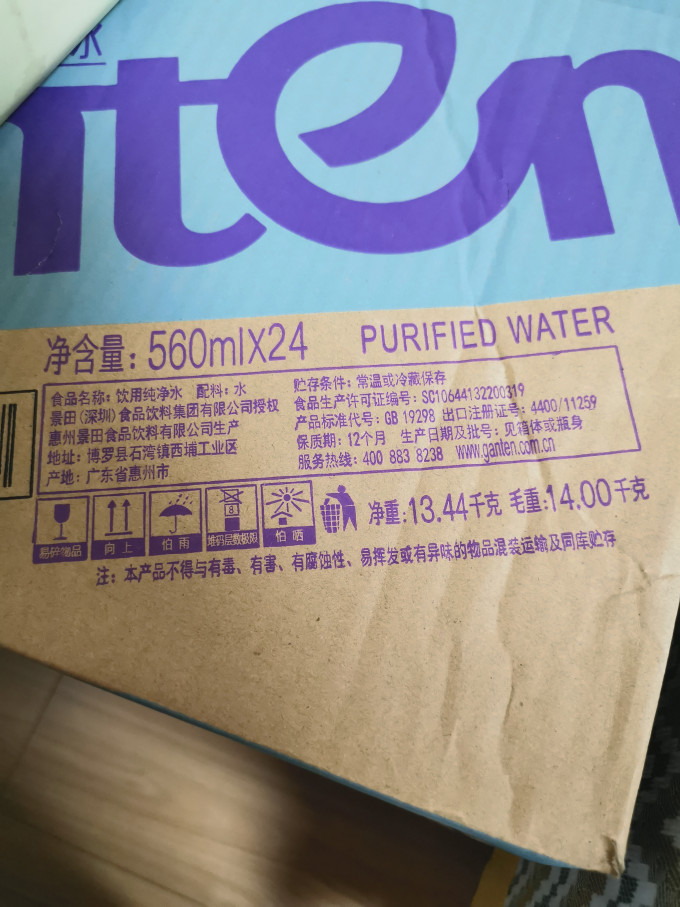 水
nten
净含量：560mlX24 PURIFIED WATER
食品名称：饮用纯净水 配料：水
景田（深圳）食品饮料集团有限公司授权
惠州景田食品饮料有限公司生产
地址：博罗县石湾镇西埔工业区
产地：广东省惠州市
贮存条件：常温或冷藏保存
食品生产许可证编号：SC10644132200319
产品标准代号：GB 19298 出口注册证号：4400/11259
保质期：12个月 生产日期及批号：见箱体或瓶身
服务热线：400 883 8238 www.ganten.com.cn
易碎物品 向上 怕雨 堆码层数极限 8 怕晒
净重：13.44千克 毛重：14.00千克
注：本产品不得与有毒、有害、有腐蚀性、易挥发或有异味的物品混装运输及同库贮存